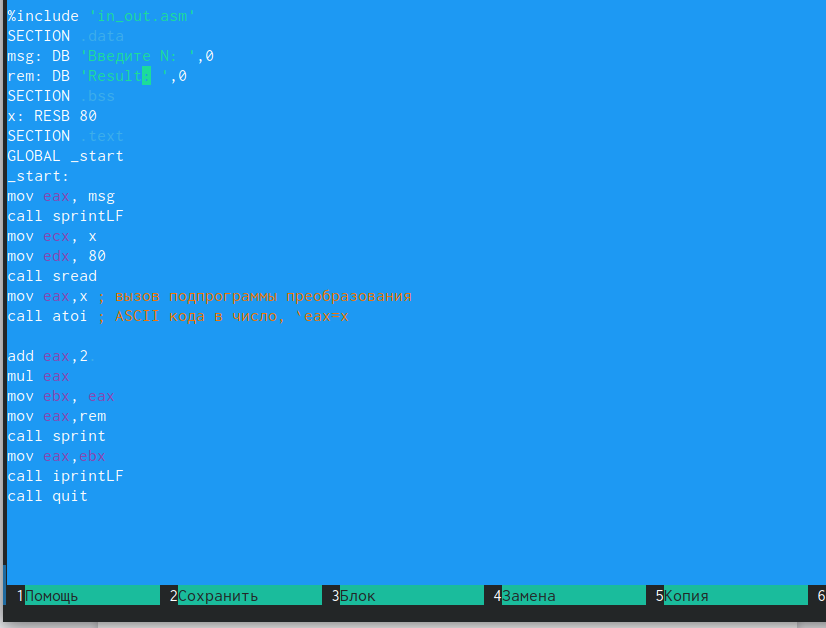 %include 'in_out.asm'
SECTION .data
msg: DB 'Введите N: ',0
rem: DB 'Result: ',0
SECTION .bss
x: RESB 80
SECTION .text
GLOBAL _start
_start:
mov eax, msg
call sprintLF
mov ecx, x
mov edx, 80
call sread
mov eax,x ; вызов подпрограммы преобразования
call atoi ; ASCII кода в число, `eax=x
add eax,2
mul eax
mov ebx, eax
mov eax,rem
call sprint
mov eax,ebx
call iprintLF
call quit
1Помощь 2Сохранить 3Блок 4Замена 5Копия 6